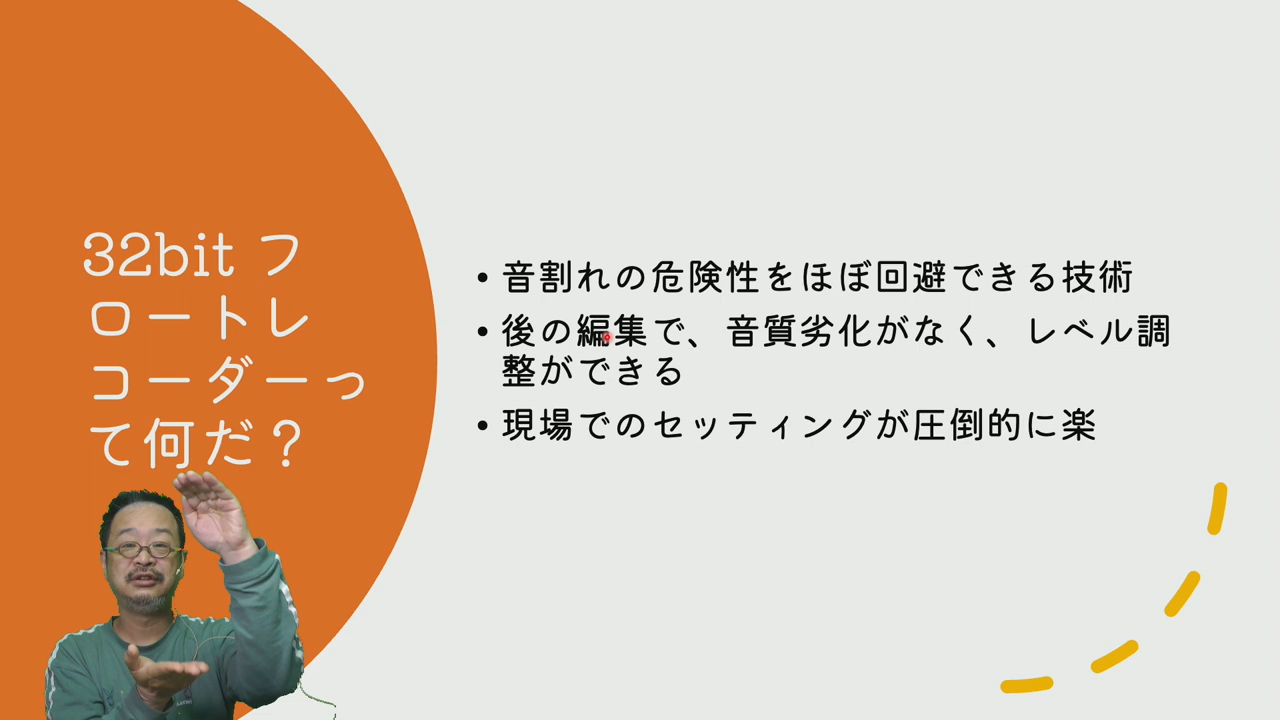 32bit フ
ロートレ
コーダーっ
て何だ？
• 音割れの危険性をほぼ回避できる技術
• 後の編集で、音質劣化がなく、レベル調
整ができる
• 現場でのセッティングが圧倒的に楽